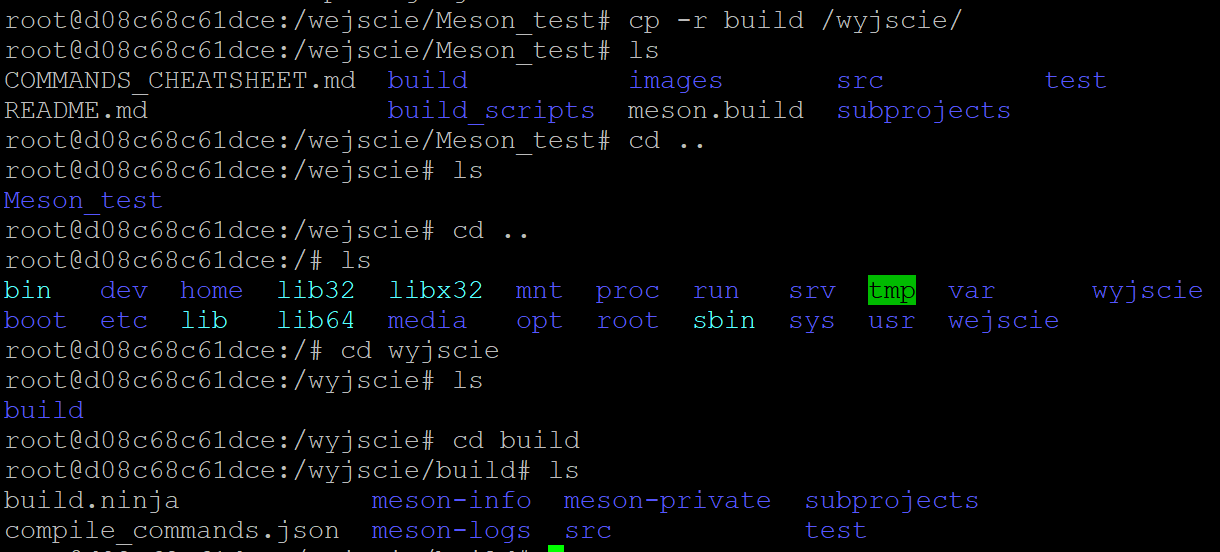 root@d08c68c61dce:/wejscie/Meson_test# cp -r build /wyjscie/
root@d08c68c61dce:/wejscie/Meson_test# ls
COMMANDS_CHEATSHEET.md  build          images       src          test
README.md               build_scripts  meson.build  subprojects
root@d08c68c61dce:/wejscie/Meson_test# cd ..
root@d08c68c61dce:/wejscie# ls
Meson_test
root@d08c68c61dce:/wejscie# cd ..
root@d08c68c61dce:/# ls
bin   dev  home  lib32  libx32  mnt  proc  run   srv  tmp  var      wyjscie
boot  etc  lib   lib64  media   opt  root  sbin  sys  usr  wejscie
root@d08c68c61dce:/# cd wyjscie
root@d08c68c61dce:/wyjscie# ls
build
root@d08c68c61dce:/wyjscie# cd build
root@d08c68c61dce:/wyjscie/build# ls
build.ninja            meson-info  meson-private  subprojects
compile_commands.json  meson-logs  src            test